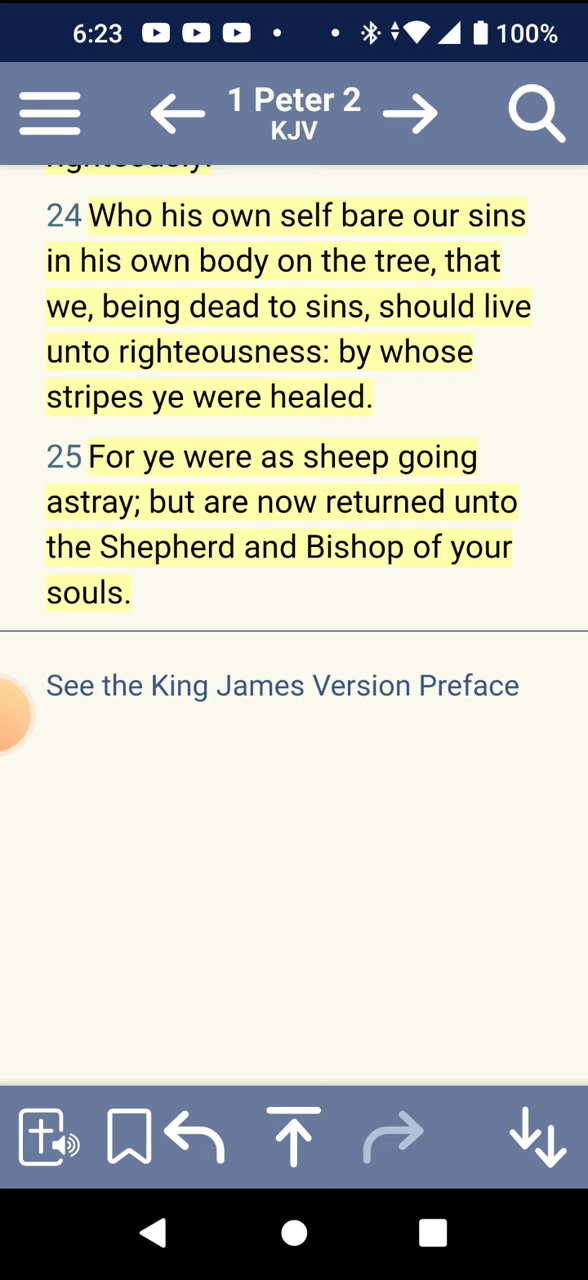 6:23
100%
1 Peter 2
KJV
righteously:
24 Who his own self bare our sins
in his own body on the tree, that
we, being dead to sins, should live
unto righteousness: by whose
stripes ye were healed.
25 For ye were as sheep going
astray; but are now returned unto
the Shepherd and Bishop of your
souls.
See the King James Version Preface